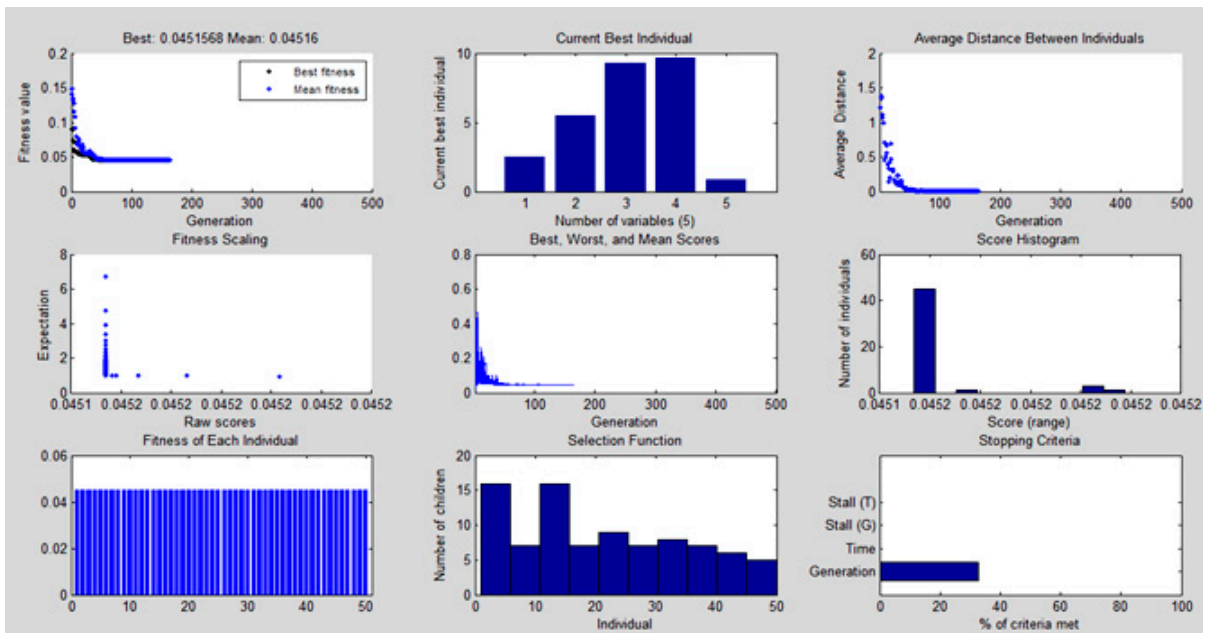 Best: 0.0451568 Mean: 0.04516
Fitness value
0.2
0.15
0.1
0.05
0
Best fitness
Mean fitness
0 100 200 300 400 500
Generation
Current Best Individual
Current best individual
10
5
0
1 2 3 4 5
Number of variables (5)
Average Distance Between Individuals
Average Distance
2
1.5
1
0.5
0
0 100 200 300 400 500
Generation
Fitness Scaling
Expectation
8
6
4
2
0
0.0451 0.0452 0.0452 0.0452 0.0452 0.0452 0.0452
Raw scores
Best, Worst, and Mean Scores
0.8
0.6
0.4
0.2
0
100 200 300 400 500
Generation
Score Histogram
Number of individuals
60
40
20
0
0.0451 0.0452 0.0452 0.0452 0.0452 0.0452 0.0452
Score (range)
Fitness of Each Individual
0.06
0.04
0.02
0
0 10 20 30 40 50
Selection Function
Number of children
20
15
10
5
0
0 10 20 30 40 50
Individual
Stopping Criteria
Stall (T)
Stall (G)
Time
Generation
0 20 40 60 80 100
% of criteria met